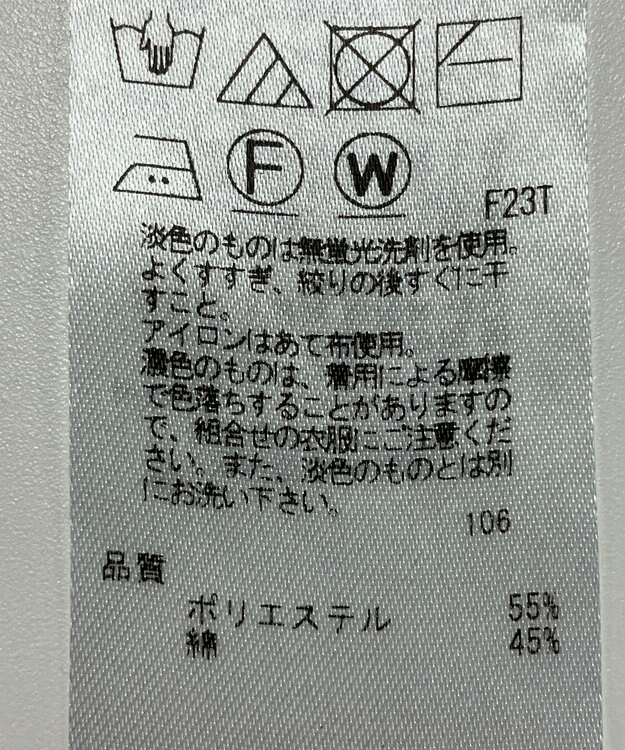 F
W
F23T
淡色のものは無蛍光洗剤を使用。
よくすすぎ、絞りの後すぐに干
すこと。
アイロンはあて布使用。
濃色のものは、着用による摩擦
で色落ちすることがありますの
で、組合せの衣服にご注意くだ
さい。また、淡色のものとは別
にお洗い下さい。
106
品質
ポリエステル 55%
綿 45%